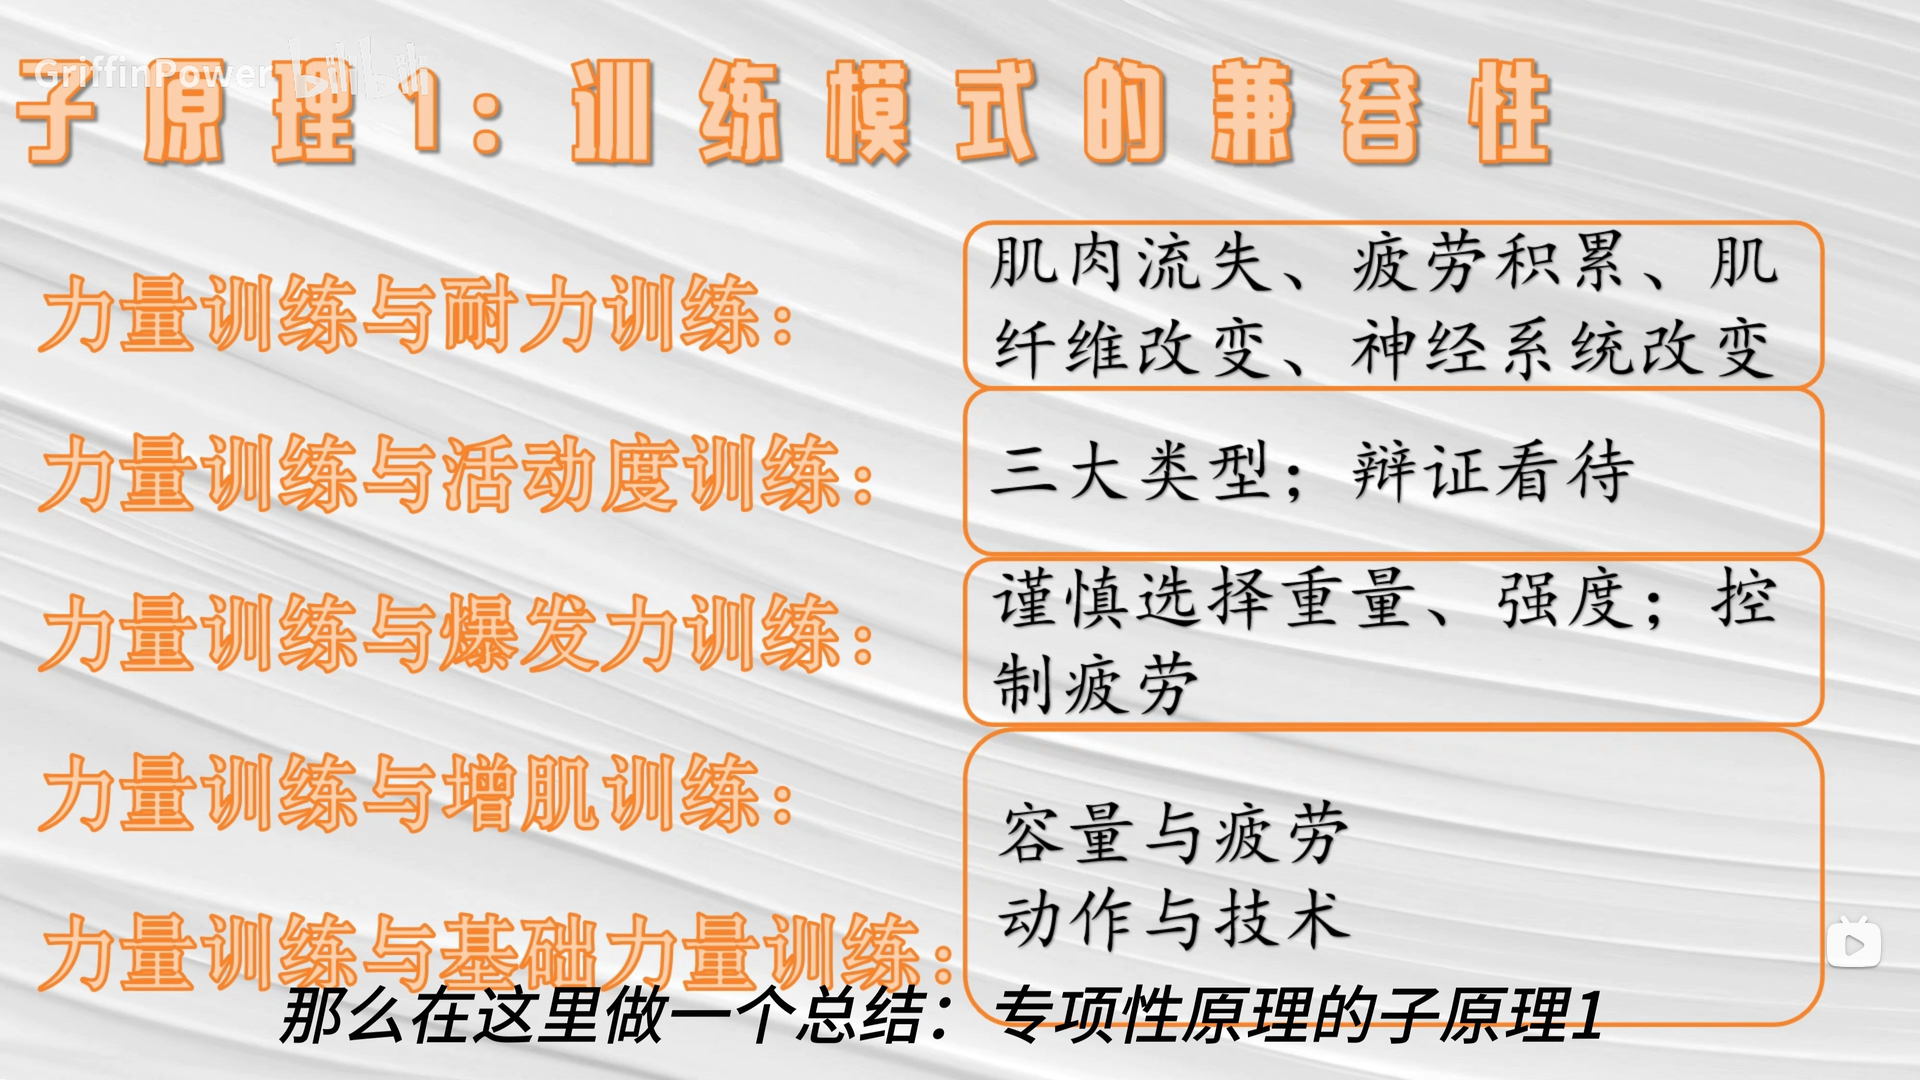 GriffinPower bilibili
子原理1：训练模式的兼容性
力量训练与耐力训练：
肌肉流失、疲劳积累、肌
纤维改变、神经系统改变
力量训练与活动度训练：
三大类型；辩证看待
力量训练与爆发力训练：
谨慎选择重量、强度；控
制疲劳
力量训练与增肌训练：
容量与疲劳
力量训练与基础力量训练：
动作与技术
那么在这里做一个总结：专项性原理的子原理1